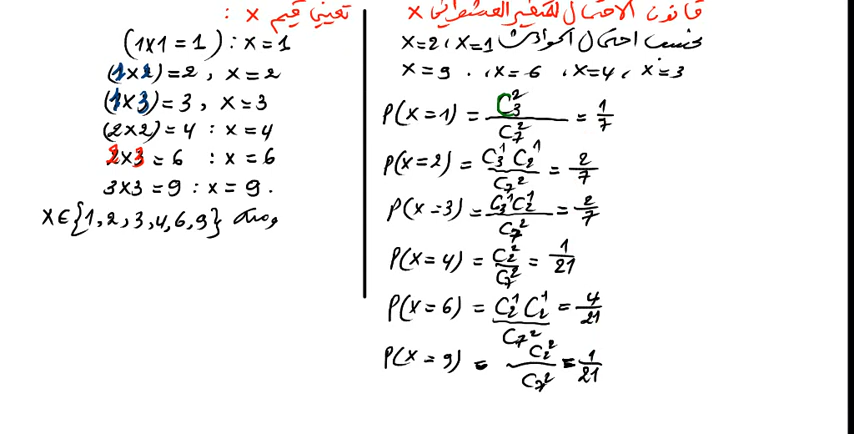 تعيين قيم X :
(1x1=1) : x=1
(1x2)=2 , x=2
(1x3)=3 , x=3
(2x2)=4 : x=4
2x3=6 : x=6
3x3=9 : x=9.
ومنه X∈{1,2,3,4,6,9}
قانون الاحتمال للمتغير العشوائي X
نحسب احتمال الحوادث x=1، x=2
x=3 ، x=4 ، x=6 ، x=9
P(x=1) = C₃²/C₇² = 1/7
P(x=2) = C₃¹ C₂¹/C₇² = 2/7
P(x=3) = C₃¹ C₂¹/C₇² = 2/7
P(x=4) = C₂²/C₇² = 1/21
P(x=6) = C₂¹ C₂¹/C₇² = 4/21
P(x=9) = C₂²/C₇² = 1/21